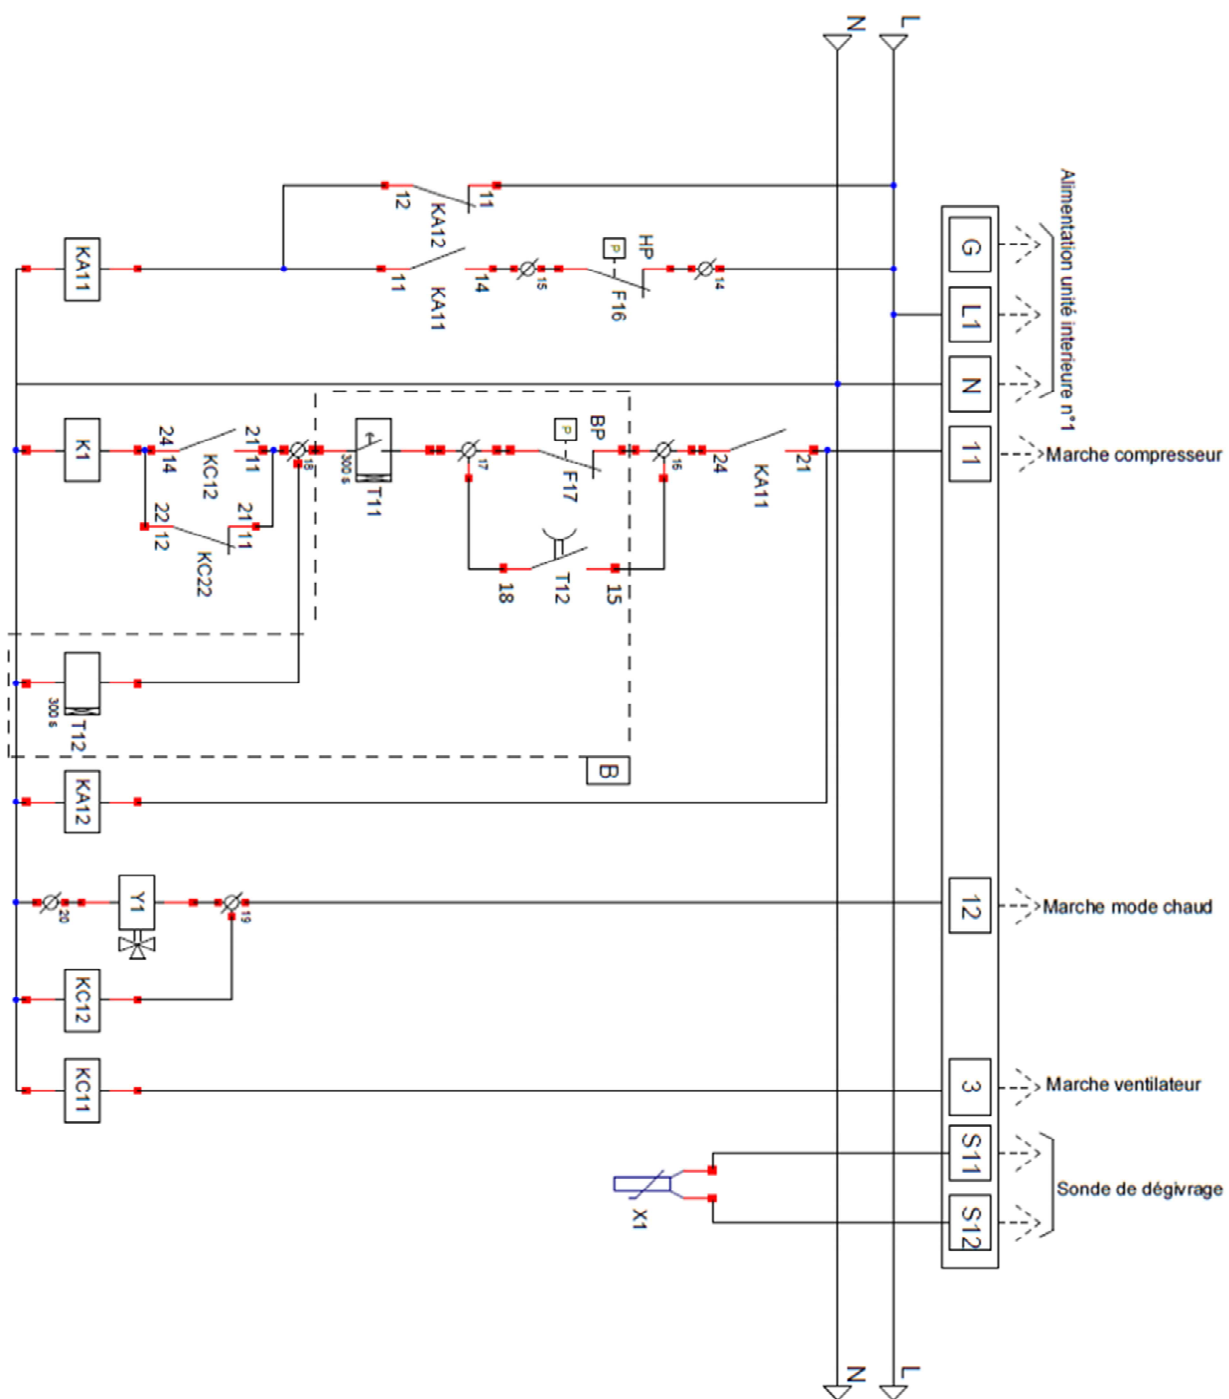 N
L
12
KA12
11
KA11
11
KA11
14
15
P
HP
F16
14
G
L1
N
Alimentation unité interieure n°1
K1
24
14
KC12
21
11
18
300 s
T11
17
P
BP
F17
16
24
KA11
21
11
Marche compresseur
22
12
KC22
21
11
18
T12
15
300 s
T12
B
KA12
20
Y1
19
12
Marche mode chaud
KC12
KC11
3
Marche ventilateur
X1
S11
S12
Sonde de dégivrage
N
L